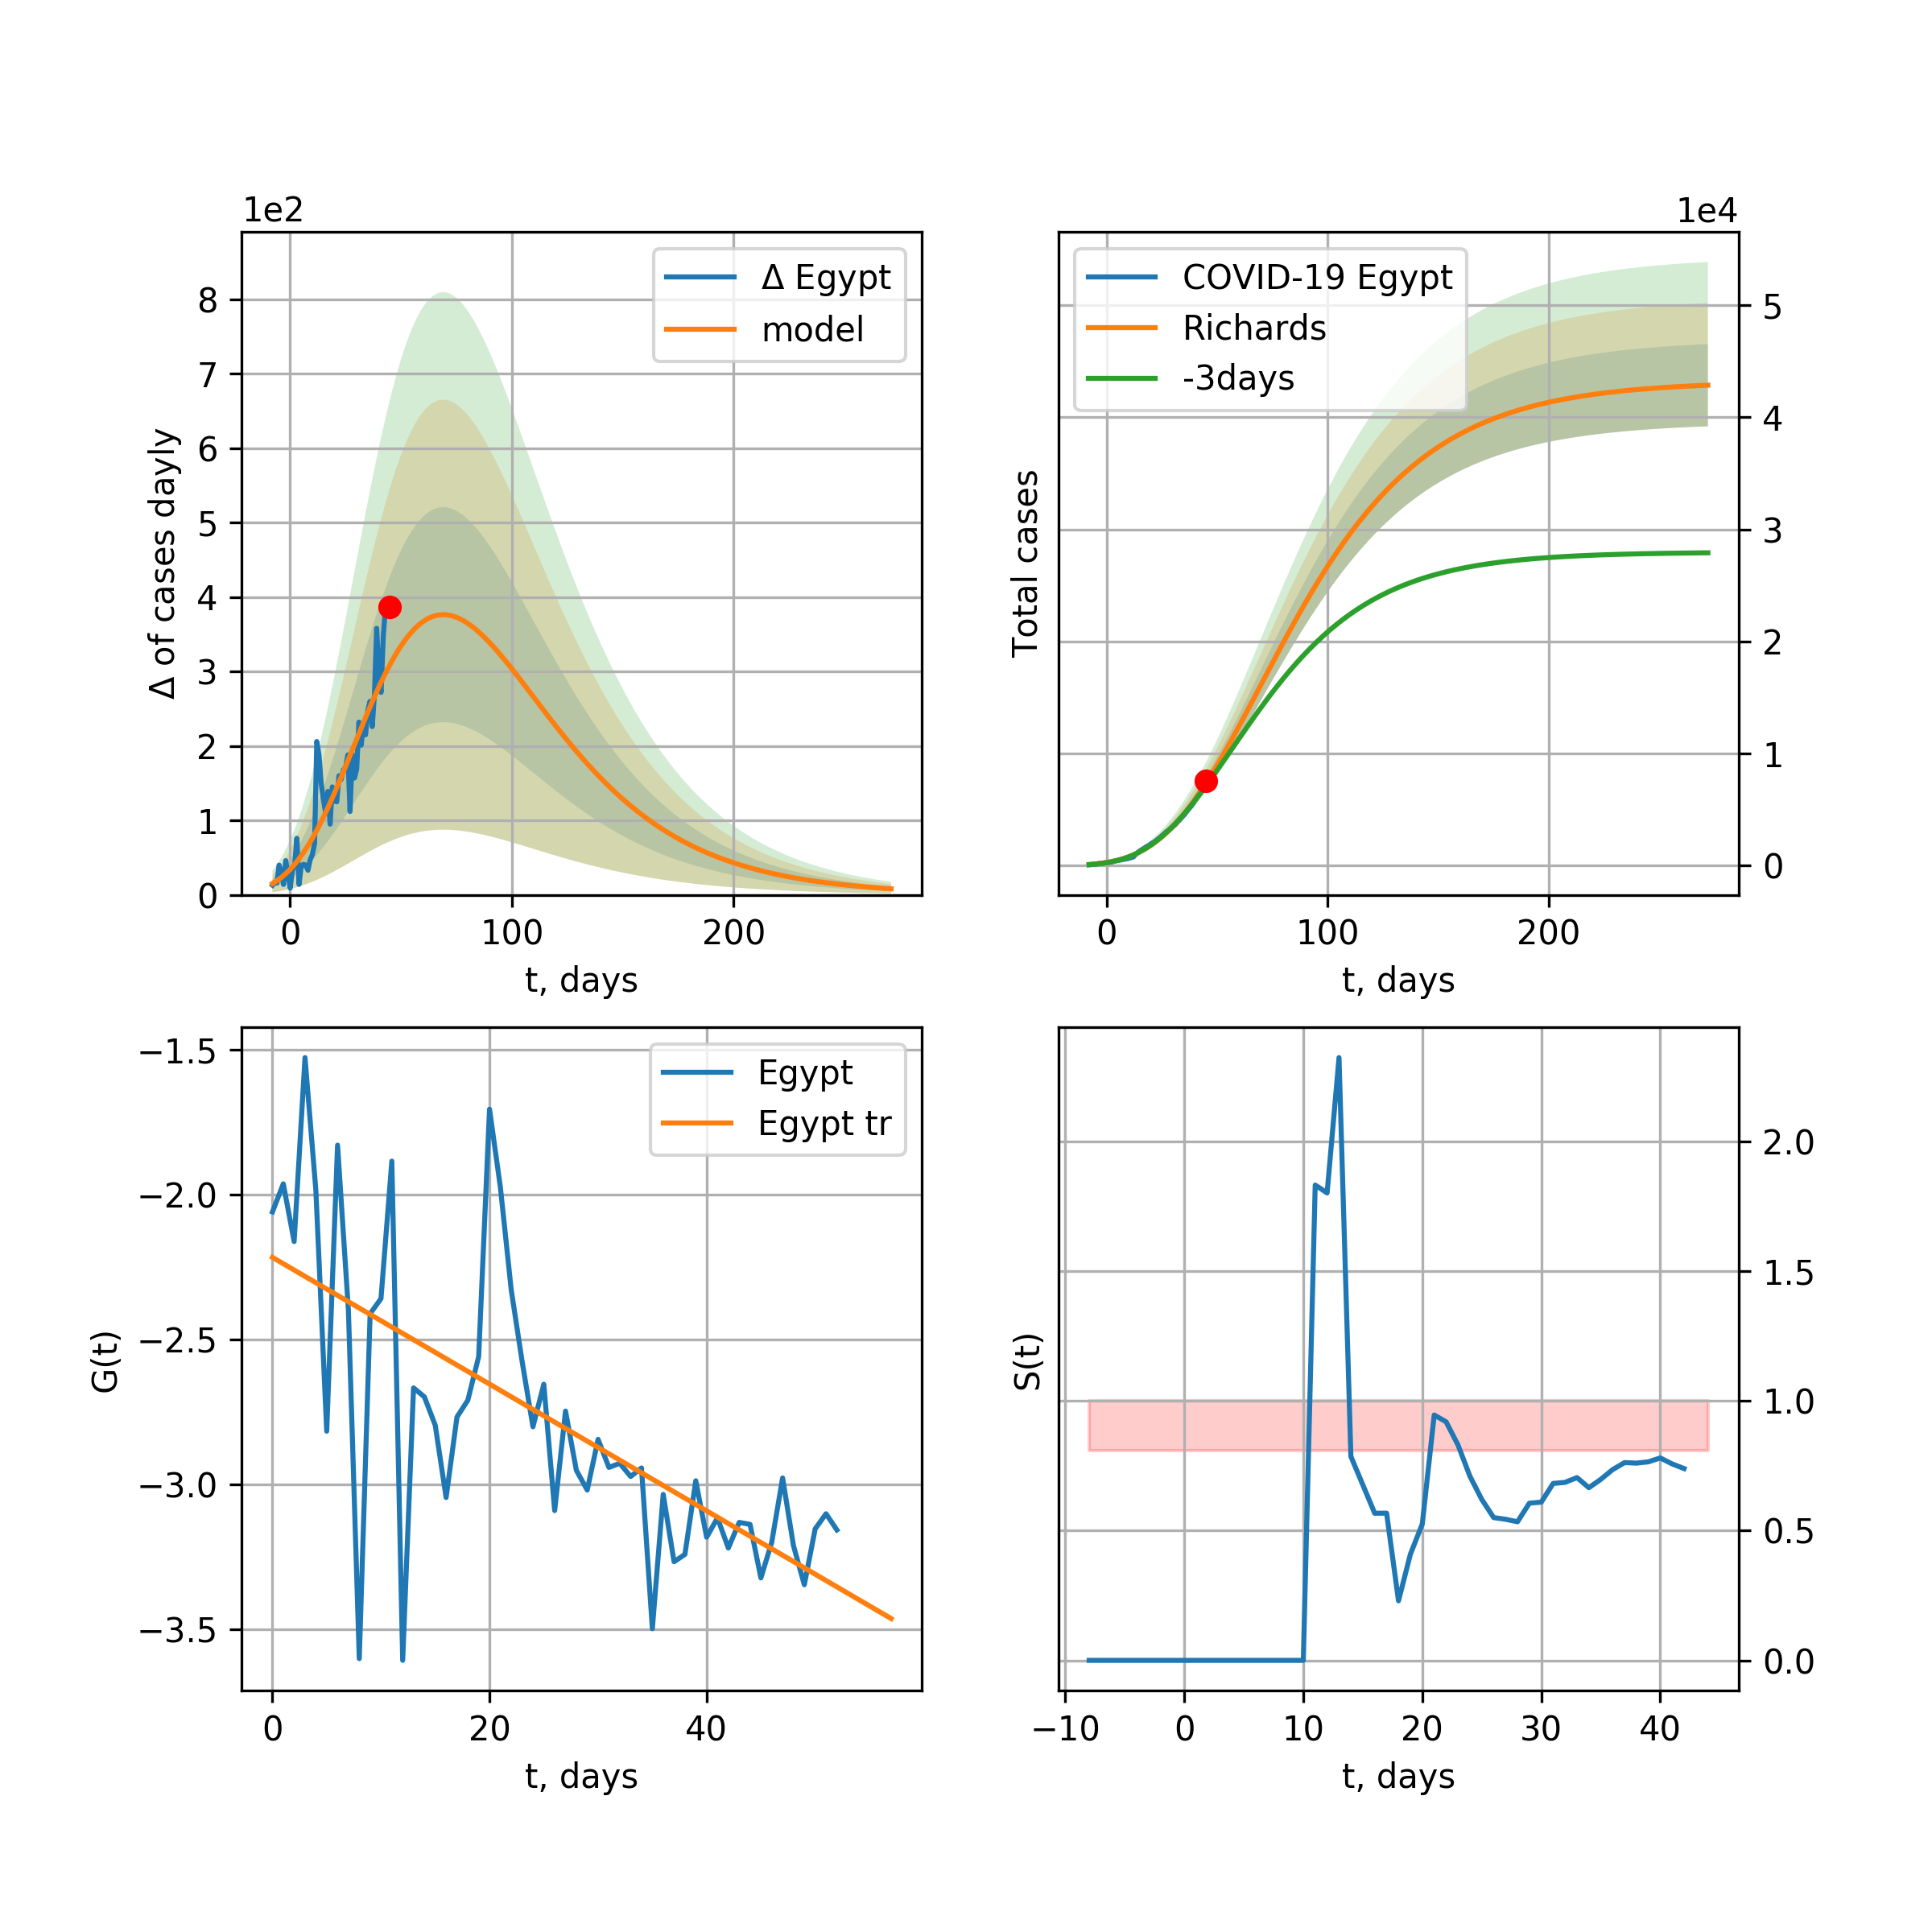 1e2
Δ of cases dayly
8
7
6
5
4
3
2
1
0
0 100 200
t, days
Δ Egypt
model
1e4
Total cases
5
4
3
2
1
0
0 100 200
t, days
COVID-19 Egypt
Richards
-3days
G(t)
−1.5
−2.0
−2.5
−3.0
−3.5
0 20 40
t, days
Egypt
Egypt tr
S(t)
2.0
1.5
1.0
0.5
0.0
−10 0 10 20 30 40
t, days